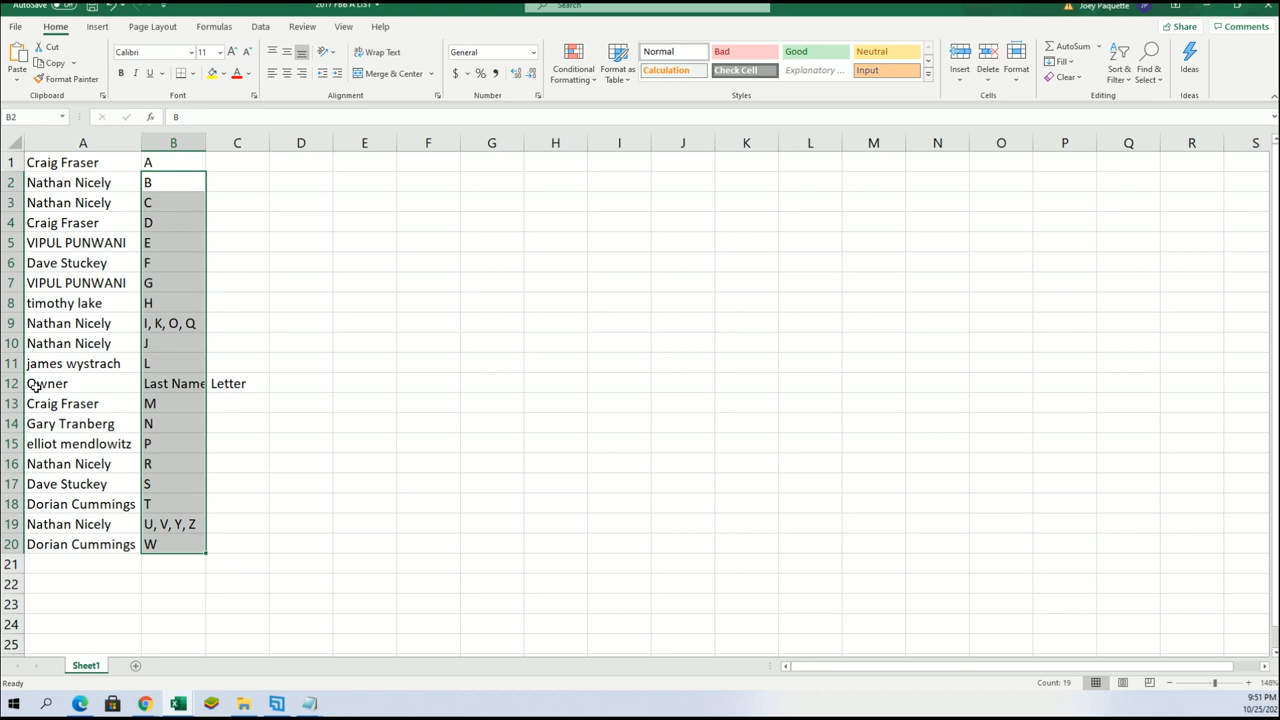 AutoSave Off 2017 FBB A LIST Search Joey Paquette JP
File Home Insert Page Layout Formulas Data Review View Help Share Comments
Cut Calibri 11 A A Wrap Text General Normal Bad Good Neutral AutoSum
Copy Fill
Paste Format Painter B I U A Merge & Center $ % 9 Conditional Formatting Format as Table Calculation Check Cell Explanatory ... Input Insert Delete Format Clear Sort & Filter Find & Select Ideas
Clipboard Font Alignment Number Styles Cells Editing Ideas
B2 fx B
A B C D E F G H I J K L M N O P Q R S
1 Craig Fraser A
2 Nathan Nicely B
3 Nathan Nicely C
4 Craig Fraser D
5 VIPUL PUNWANI E
6 Dave Stuckey F
7 VIPUL PUNWANI G
8 timothy lake H
9 Nathan Nicely I, K, O, Q
10 Nathan Nicely J
11 james wystrach L
12 Owner Last Name Letter
13 Craig Fraser M
14 Gary Tranberg N
15 elliot mendlowitz P
16 Nathan Nicely R
17 Dave Stuckey S
18 Dorian Cummings T
19 Nathan Nicely U, V, Y, Z
20 Dorian Cummings W
21
22
23
24
25
Sheet1
Ready Count: 19 148%
9:51 PM
10/25/202